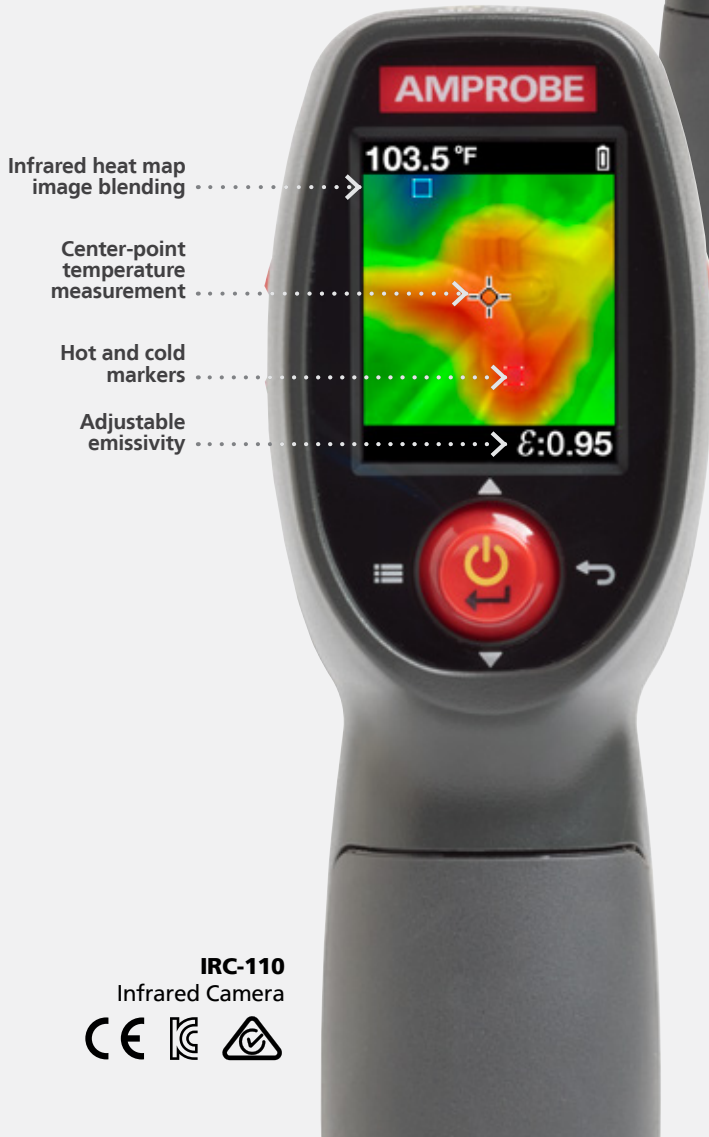 AMPROBE
103.5 °F
Infrared heat map
image blending
Center-point
temperature
measurement
Hot and cold
markers
Adjustable
emissivity
ℰ:0.95
IRC-110
Infrared Camera
CE